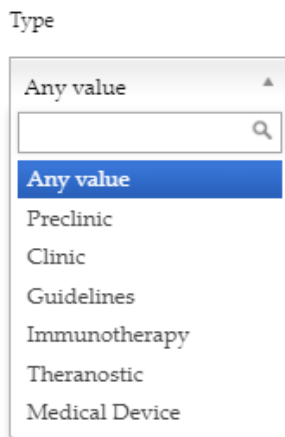 Type
Any value
Any value
Preclinic
Clinic
Guidelines
Immunotherapy
Theranostic
Medical Device